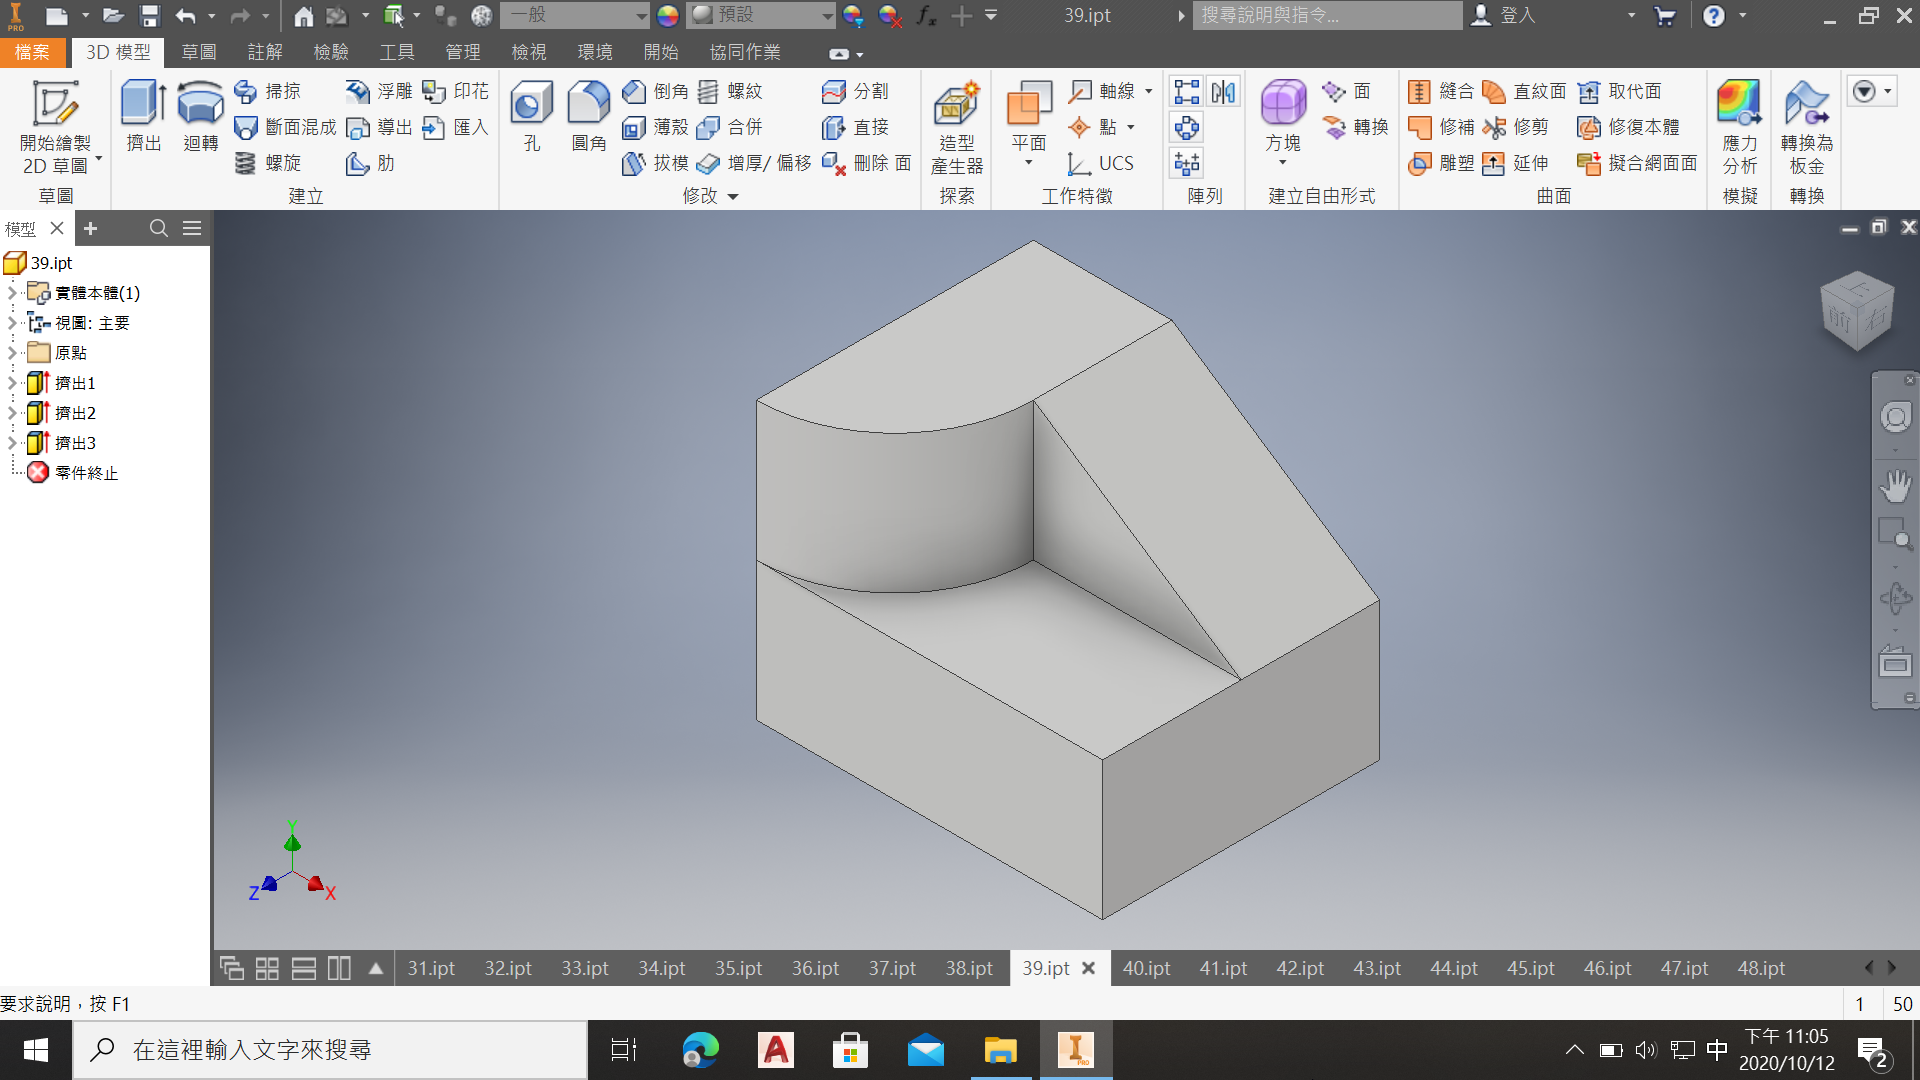 PRO 一般 預設 39.ipt 搜尋說明與指令... 登入
檔案 3D 模型 草圖 註解 檢驗 工具 管理 檢視 環境 開始 協同作業
開始繪製
2D 草圖
草圖
擠出 迴轉 掃掠 浮雕 印花
斷面混成 導出 匯入
螺旋 肋
建立
孔 圓角 倒角 螺紋 分割
薄殼 合併 直接
拔模 增厚/ 偏移 刪除 面
修改
造型
產生器
探索
平面 軸線
點
UCS
工作特徵
陣列
方塊 面
轉換
建立自由形式
縫合 直紋面 取代面
修補 修剪 修復本體
雕塑 延伸 擬合網面面
曲面
應力
分析
模擬
轉換為
板金
轉換
模型
39.ipt
實體本體(1)
視圖: 主要
原點
擠出1
擠出2
擠出3
零件終止
上
前 右
Y
Z X
31.ipt 32.ipt 33.ipt 34.ipt 35.ipt 36.ipt 37.ipt 38.ipt 39.ipt 40.ipt 41.ipt 42.ipt 43.ipt 44.ipt 45.ipt 46.ipt 47.ipt 48.ipt
要求說明，按 F1 1 50
在這裡輸入文字來搜尋
中 下午 11:05
2020/10/12
2